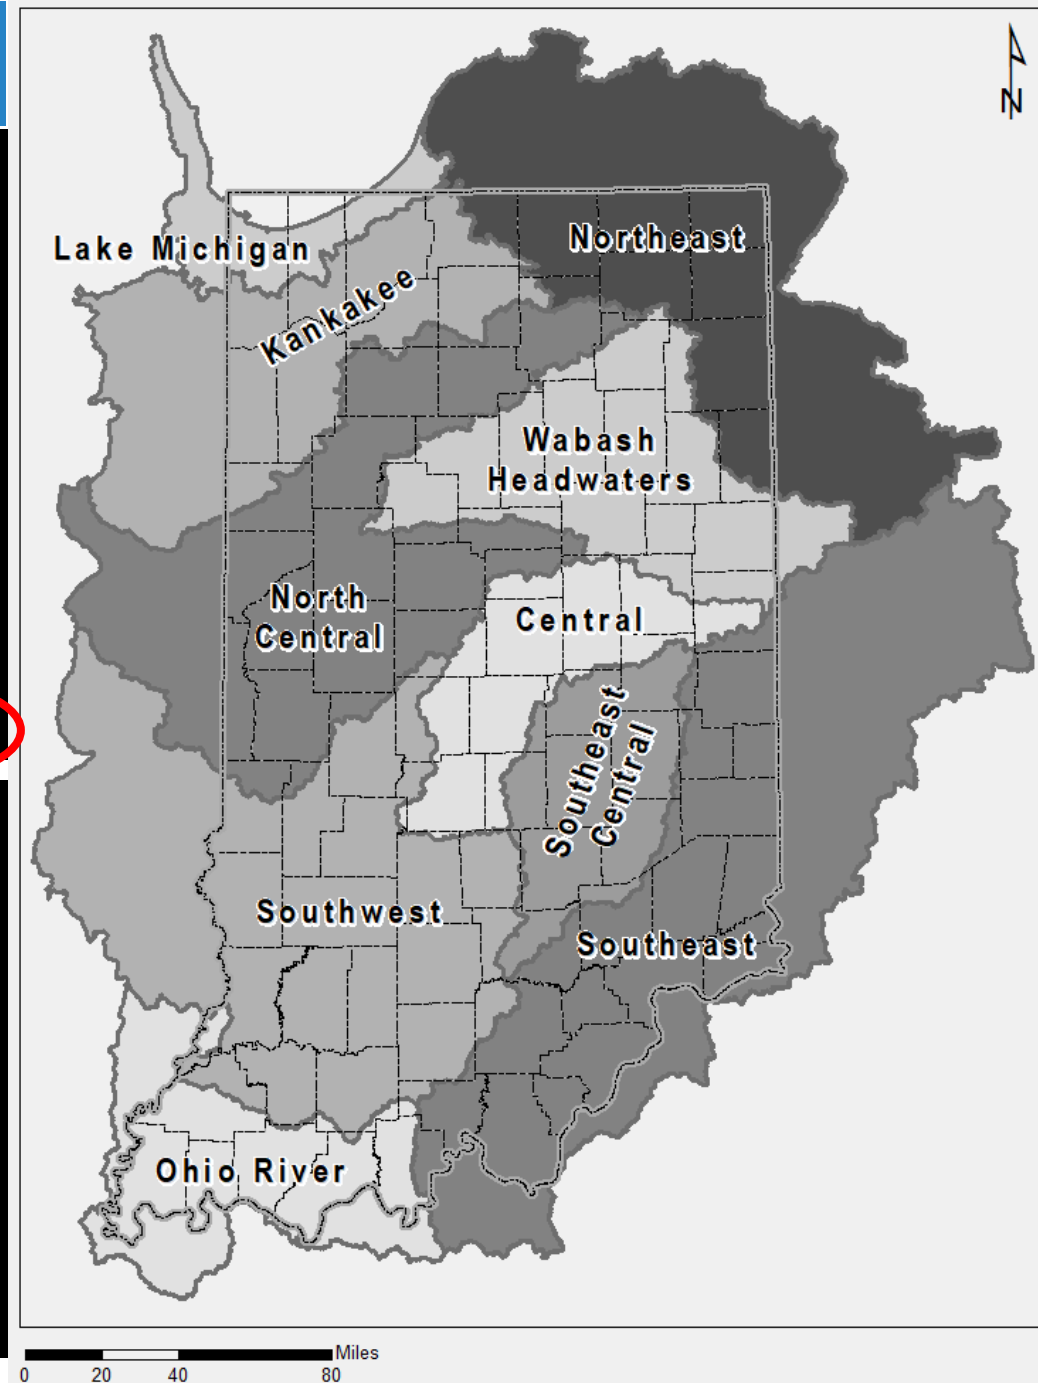 N
Northeast
Lake Michigan
Kankakee
Wabash
Headwaters
North
Central
Central
Southeast
Central
Southwest
Southeast
Ohio River
Miles
0 20 40 80